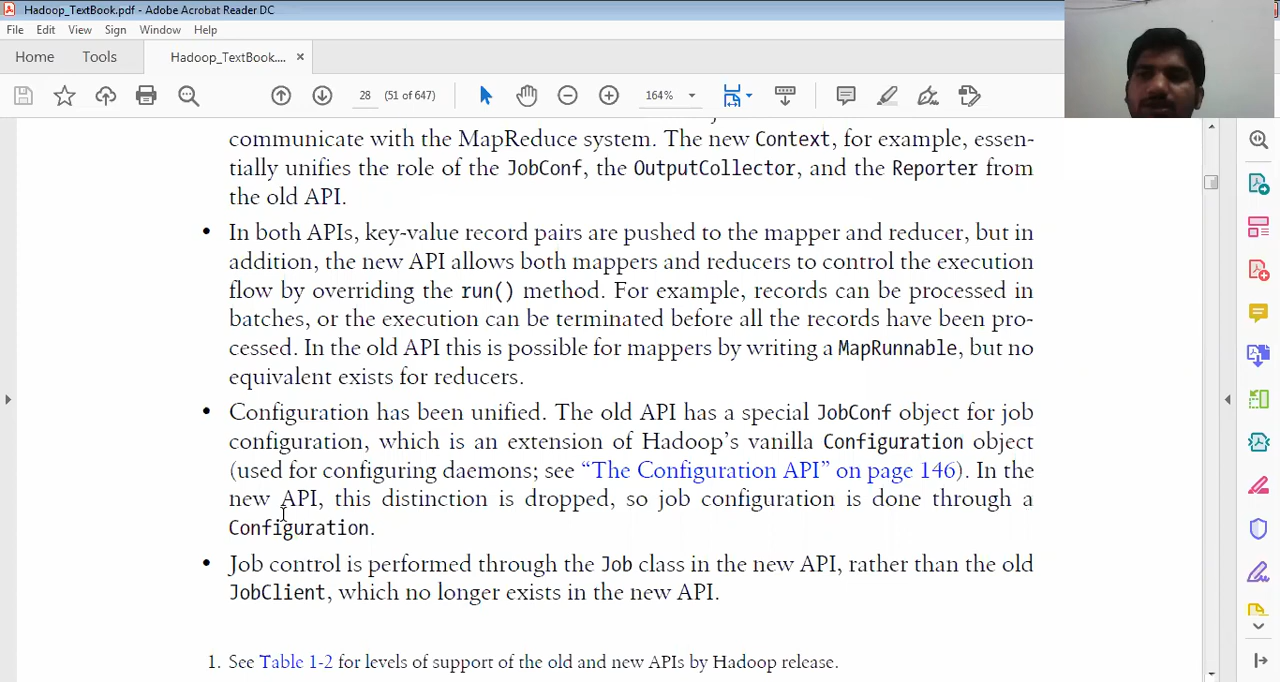 Hadoop_TextBook.pdf - Adobe Acrobat Reader DC
File Edit View Window Sign Help
Home Tools Hadoop_TextBook.... ×
28 (51 of 647) 164%
communicate with the MapReduce system. The new Context, for example, essen-
tially unifies the role of the JobConf, the OutputCollector, and the Reporter from
the old API.
• In both APIs, key-value record pairs are pushed to the mapper and reducer, but in
addition, the new API allows both mappers and reducers to control the execution
flow by overriding the run() method. For example, records can be processed in
batches, or the execution can be terminated before all the records have been pro-
cessed. In the old API this is possible for mappers by writing a MapRunnable, but no
equivalent exists for reducers.
• Configuration has been unified. The old API has a special JobConf object for job
configuration, which is an extension of Hadoop’s vanilla Configuration object
(used for configuring daemons; see “The Configuration API” on page 146). In the
new API, this distinction is dropped, so job configuration is done through a
Configuration.
• Job control is performed through the Job class in the new API, rather than the old
JobClient, which no longer exists in the new API.
1. See Table 1-2 for levels of support of the old and new APIs by Hadoop release.